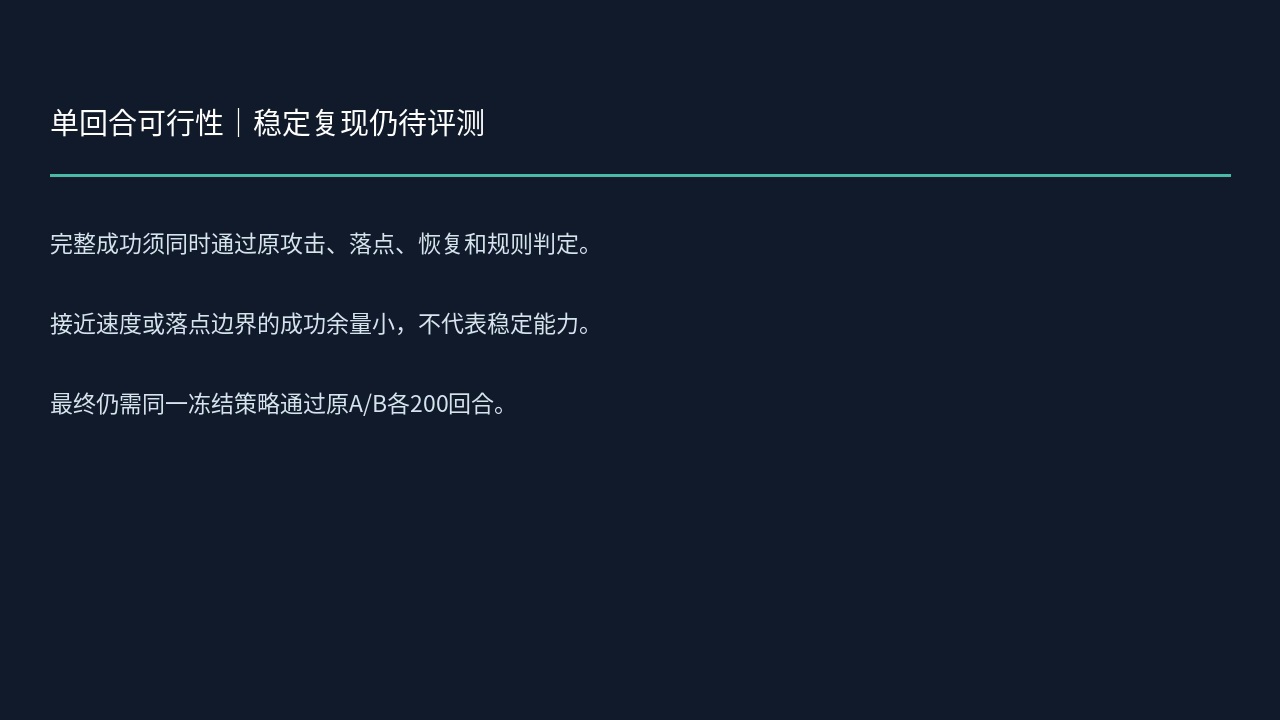 单回合可行性｜稳定复现仍待评测
完整成功须同时通过原攻击、落点、恢复和规则判定。
接近速度或落点边界的成功余量小，不代表稳定能力。
最终仍需同一冻结策略通过原A/B各200回合。